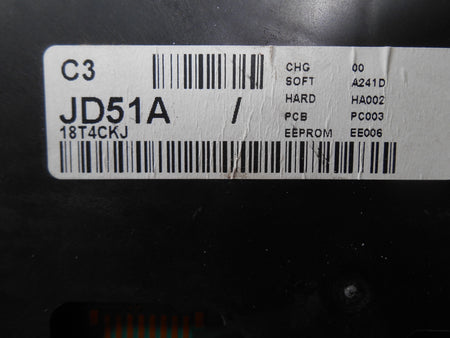 C3
CHG 00
SOFT A241D
JD51A /
HARD HA002
PCB PC003
18T4CKJ
EEPROM EE006